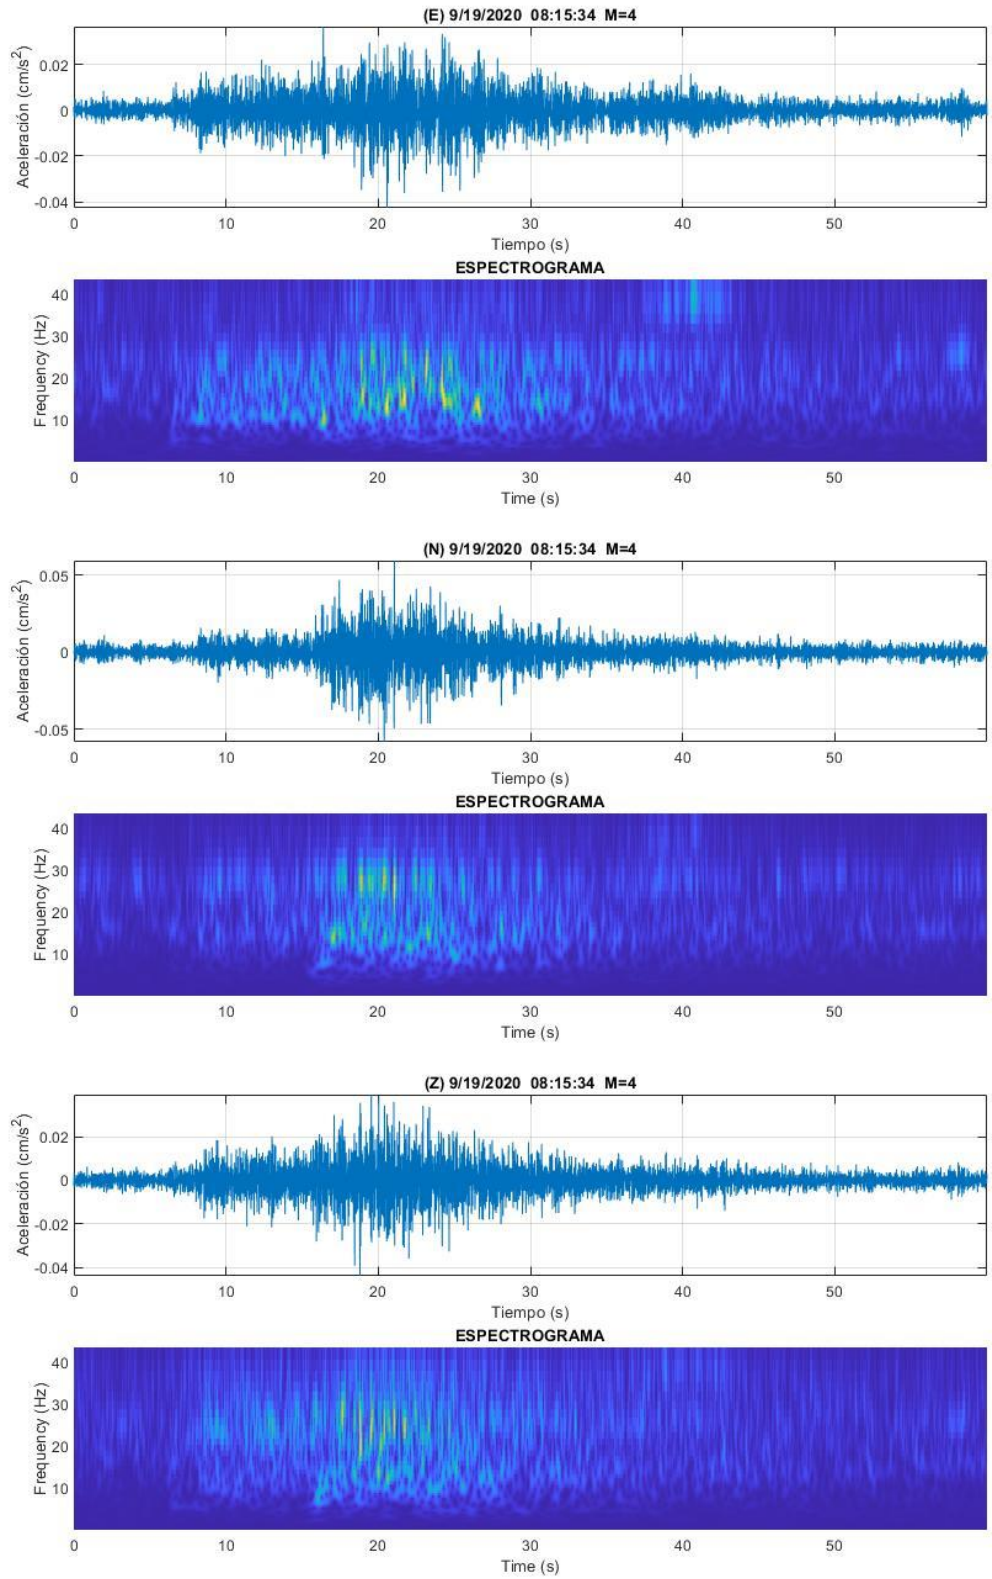 (E) 9/19/2020 08:15:34 M=4
Aceleración (cm/s²)
0.02
0
-0.02
-0.04
0 10 20 30 40 50
Tiempo (s)
ESPECTROGRAMA
Frequency (Hz)
40
30
20
10
0 10 20 30 40 50
Time (s)
(N) 9/19/2020 08:15:34 M=4
Aceleración (cm/s²)
0.05
0
-0.05
0 10 20 30 40 50
Tiempo (s)
ESPECTROGRAMA
Frequency (Hz)
40
30
20
10
0 10 20 30 40 50
Time (s)
(Z) 9/19/2020 08:15:34 M=4
Aceleración (cm/s²)
0.02
0
-0.02
-0.04
0 10 20 30 40 50
Tiempo (s)
ESPECTROGRAMA
Frequency (Hz)
40
30
20
10
0 10 20 30 40 50
Time (s)